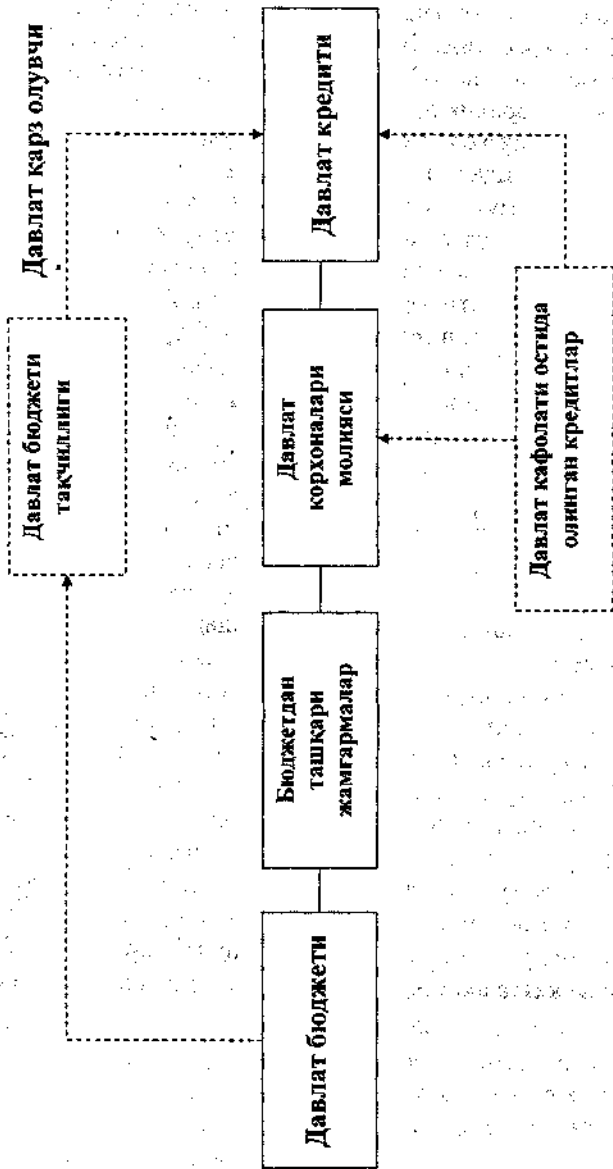 Давлат қарз олувчи
Давлат бюджети
тақчиллиги
Давлат бюджети
Бюджетдан
ташқари
жамғармалар
Давлат
корхоналари
молияси
Давлат кредити
Давлат кафолати остида
олинган кредитлар